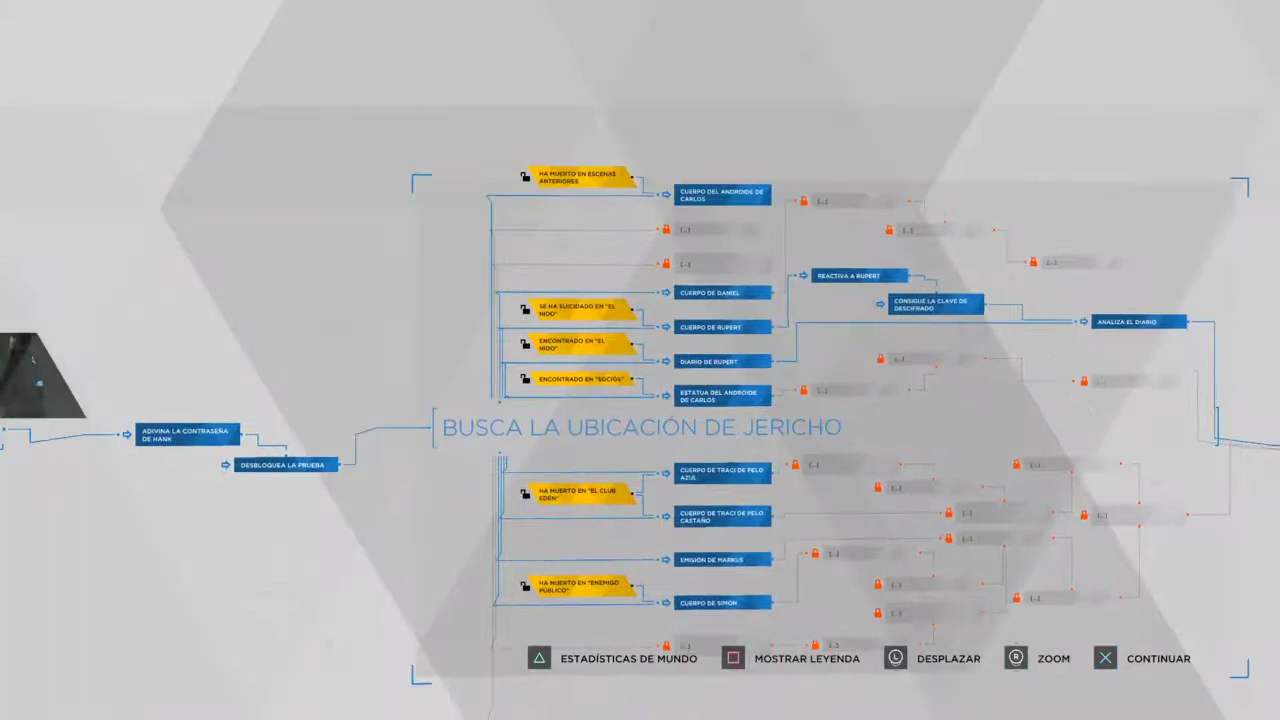 HA MUERTO EN ESCENAS
ANTERIORES
CUERPO DEL ANDROIDE DE
CARLOS
[...]
[...]
[...]
[...]
[...]
REACTIVA A RUPERT
CUERPO DE DANIEL
CONSIGUE LA CLAVE DE
DESCIFRADO
SE HA SUICIDADO EN "EL
NIDO"
CUERPO DE RUPERT
ANALIZA EL DIARIO
ENCONTRADO EN "EL
NIDO"
DIARIO DE RUPERT
[...]
ENCONTRADO EN "SOCIOS"
ESTATUA DEL ANDROIDE
DE CARLOS
[...]
[...]
BUSCA LA UBICACIÓN DE JERICHO
ADIVINA LA CONTRASEÑA
DE HANK
DESBLOQUEA LA PRUEBA
CUERPO DE TRACI DE PELO
AZUL
[...]
[...]
[...]
HA MUERTO EN "EL CLUB
EDÉN"
CUERPO DE TRACI DE PELO
CASTAÑO
[...]
[...]
EMISIÓN DE MARKUS
[...]
[...]
HA MUERTO EN "ENEMIGO
PÚBLICO"
CUERPO DE SIMON
[...]
[...]
[...]
[...]
[...]
ESTADÍSTICAS DE MUNDO
MOSTRAR LEYENDA
L
DESPLAZAR
R
ZOOM
CONTINUAR